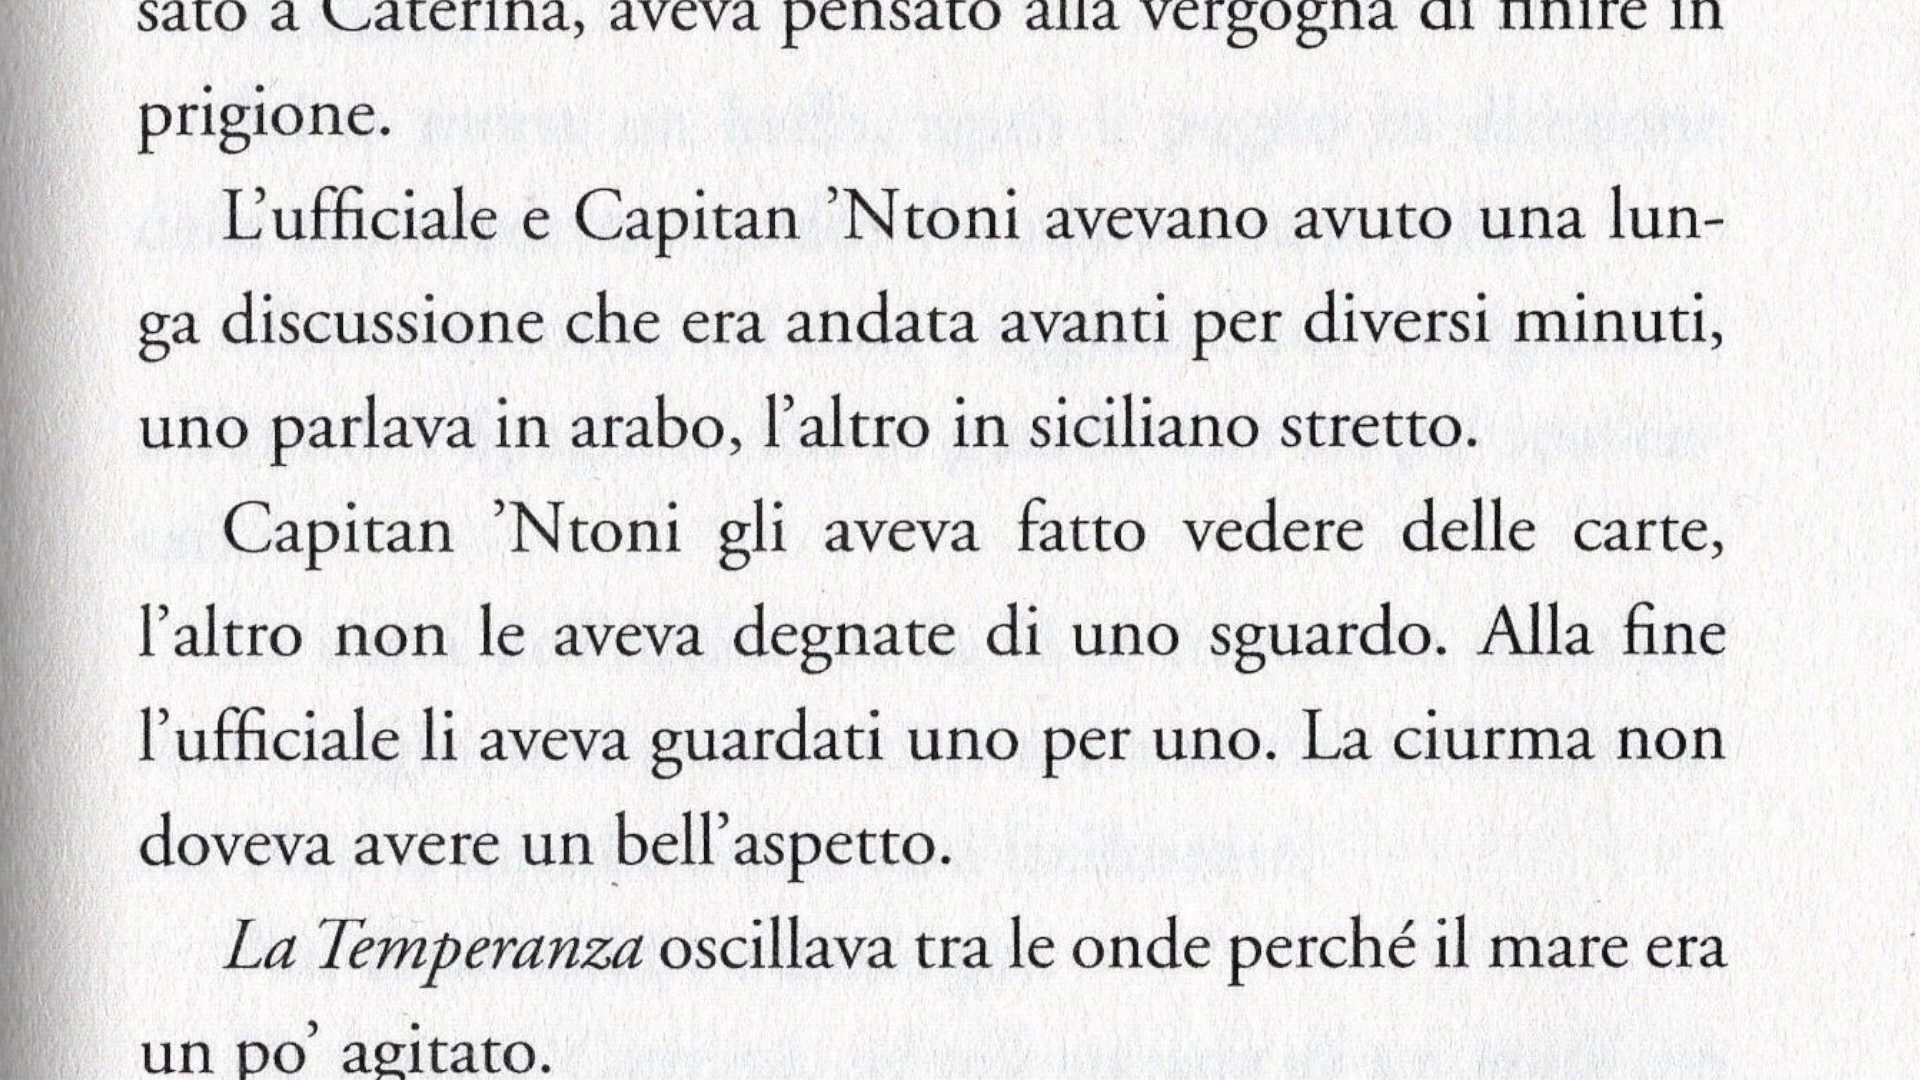 sato a Caterina, aveva pensato alla vergogna di finire in
prigione.
L’ufficiale e Capitan ’Ntoni avevano avuto una lun-
ga discussione che era andata avanti per diversi minuti,
uno parlava in arabo, l’altro in siciliano stretto.
Capitan ’Ntoni gli aveva fatto vedere delle carte,
l’altro non le aveva degnate di uno sguardo. Alla fine
l’ufficiale li aveva guardati uno per uno. La ciurma non
doveva avere un bell’aspetto.
La Temperanza oscillava tra le onde perché il mare era
un po’ agitato.